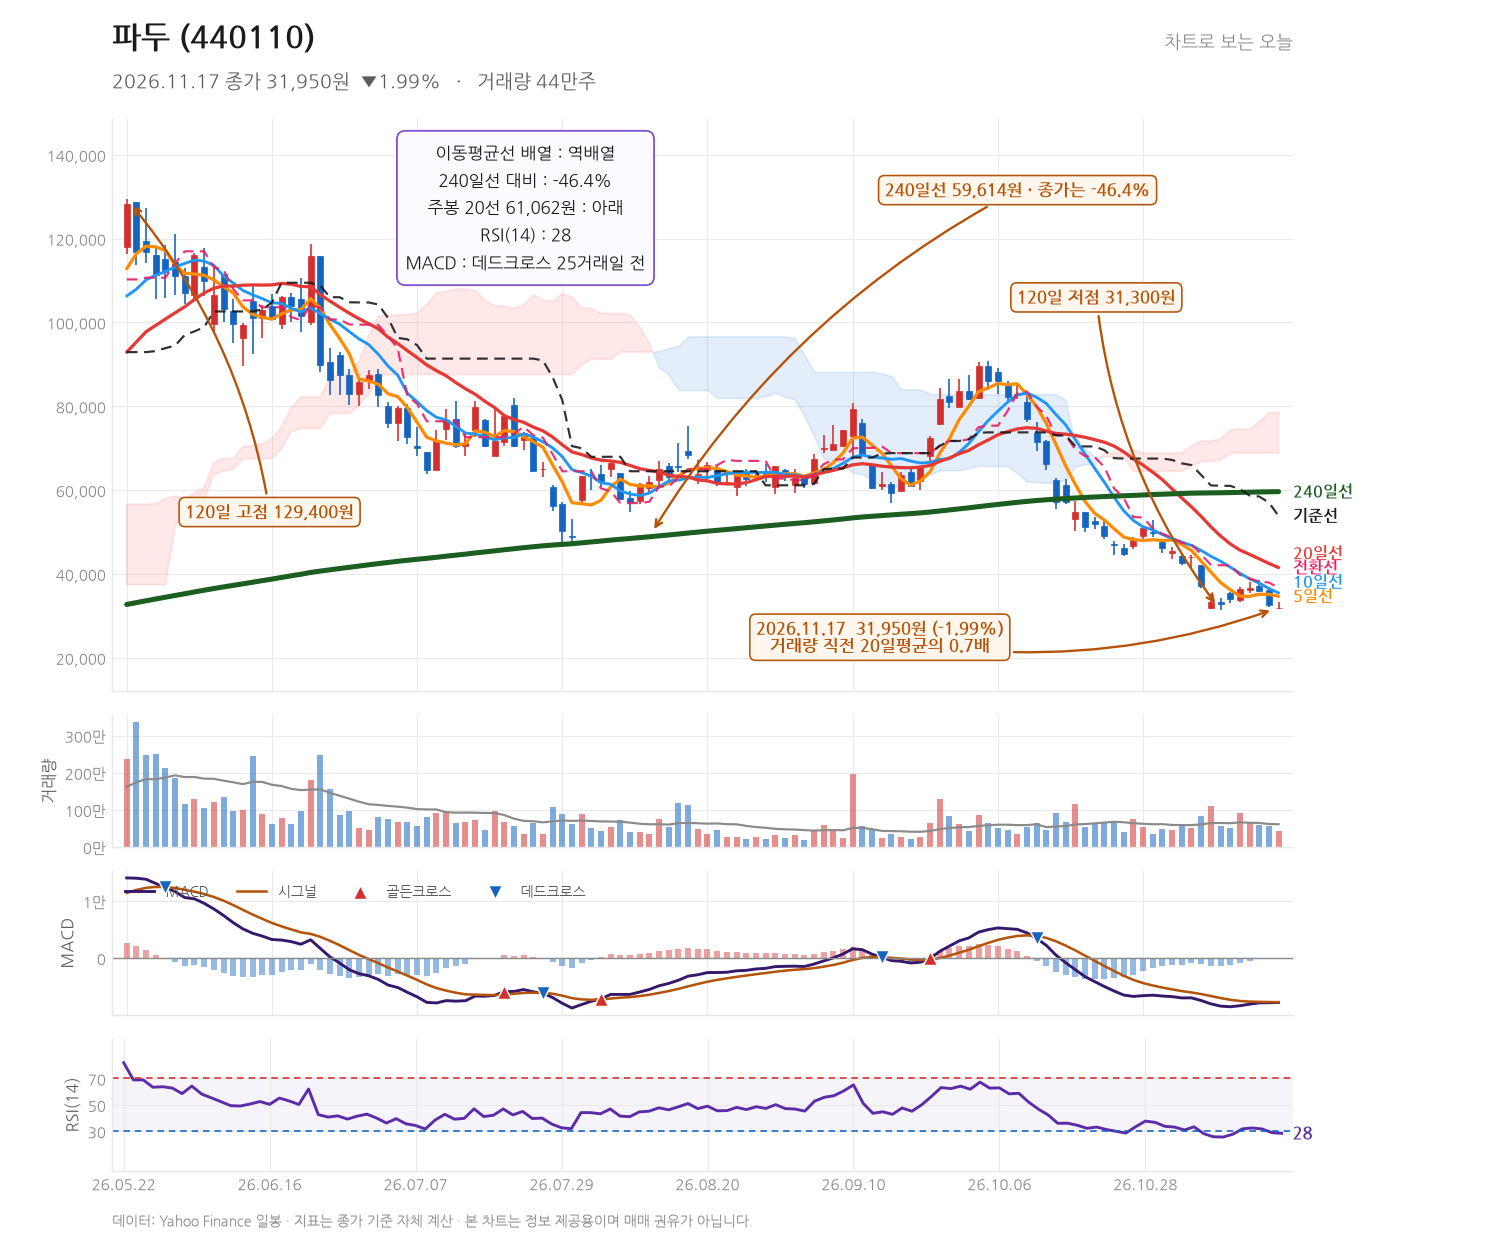 파두 (440110)
차트로 보는 오늘
2026.11.17 종가 31,950원 ▼1.99% · 거래량 44만주
140,000
120,000
100,000
80,000
60,000
40,000
20,000
이동평균선 배열 : 역배열
240일선 대비 : -46.4%
주봉 20선 61,062원 : 아래
RSI(14) : 28
MACD : 데드크로스 25거래일 전
240일선 59,614원 · 종가는 -46.4%
120일 저점 31,300원
120일 고점 129,400원
2026.11.17 31,950원 (-1.99%)
거래량 직전 20일평균의 0.7배
240일선
기준선
20일선
전환선
10일선
5일선
거래량
300만
200만
100만
0만
MACD
1만
0
MACD
시그널
▲ 골든크로스
▼ 데드크로스
RSI(14)
70
50
30
28
26.05.22
26.06.16
26.07.07
26.07.29
26.08.20
26.09.10
26.10.06
26.10.28
데이터: Yahoo Finance 일봉 · 지표는 종가 기준 자체 계산 · 본 차트는 정보 제공용이며 매매 권유가 아닙니다.